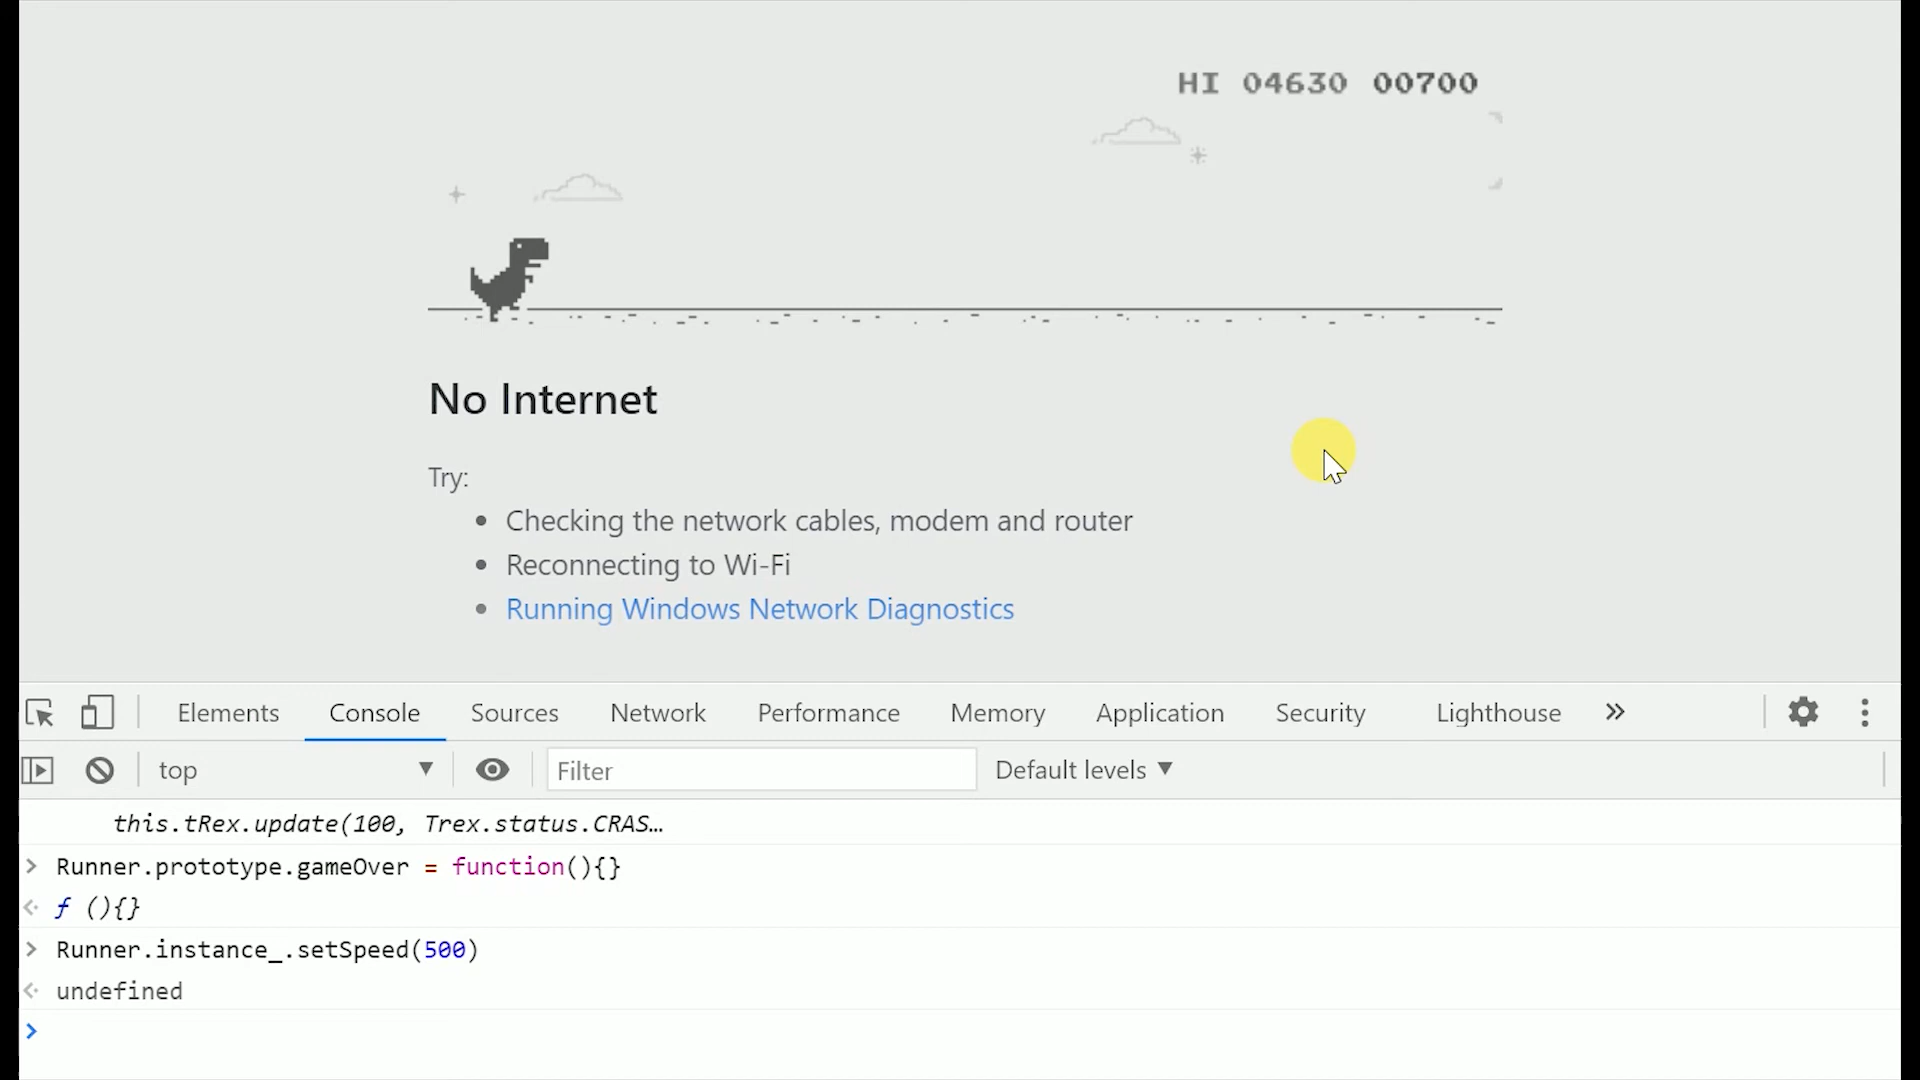 HI 04630 00700
No Internet
Try:
Checking the network cables, modem and router
Reconnecting to Wi-Fi
Running Windows Network Diagnostics
Elements Console Sources Network Performance Memory Application Security Lighthouse »
top Filter Default levels
this.tRex.update(100, Trex.status.CRAS…
> Runner.prototype.gameOver = function(){}
ƒ (){}
> Runner.instance_.setSpeed(500)
undefined
>